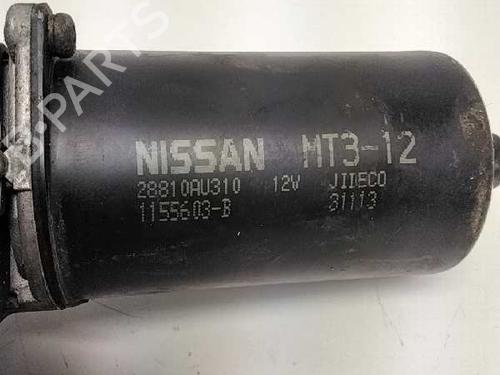 B-PARTS
NISSAN MT3-12
28810AU310 12V JIDECO
1155603-B 31113